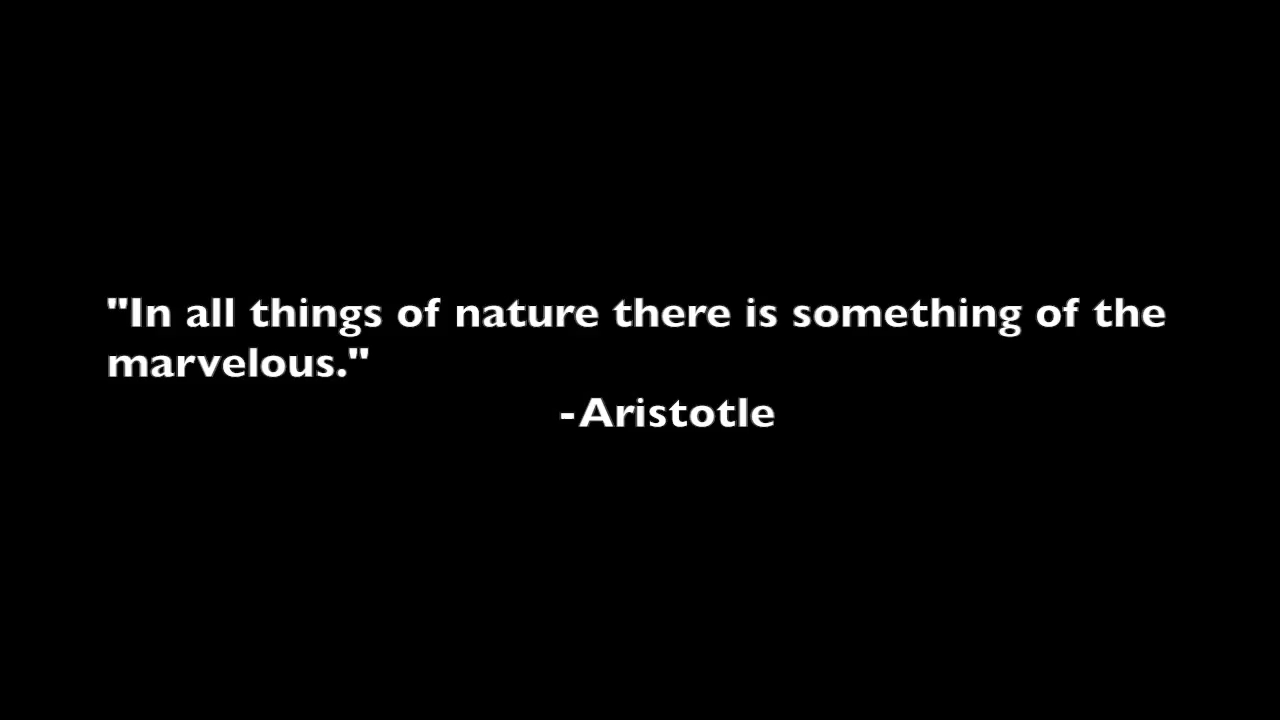 "In all things of nature there is something of the
marvelous."
-Aristotle